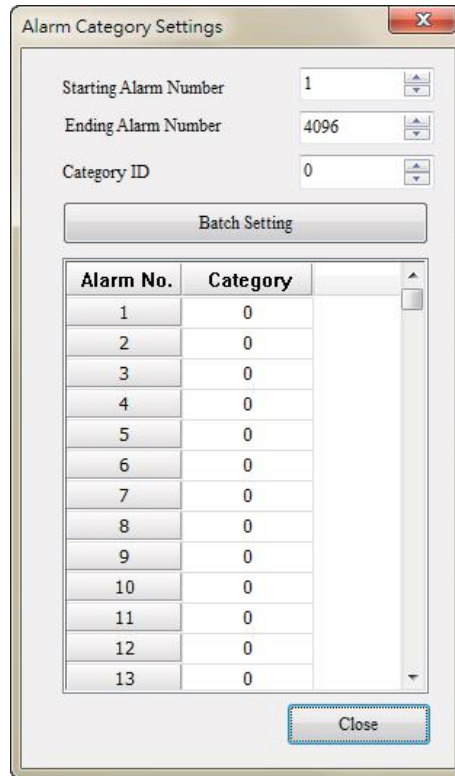 Alarm Category Settings
Starting Alarm Number 1
Ending Alarm Number 4096
Category ID 0
Batch Setting
Alarm No. Category
1 0
2 0
3 0
4 0
5 0
6 0
7 0
8 0
9 0
10 0
11 0
12 0
13 0
Close